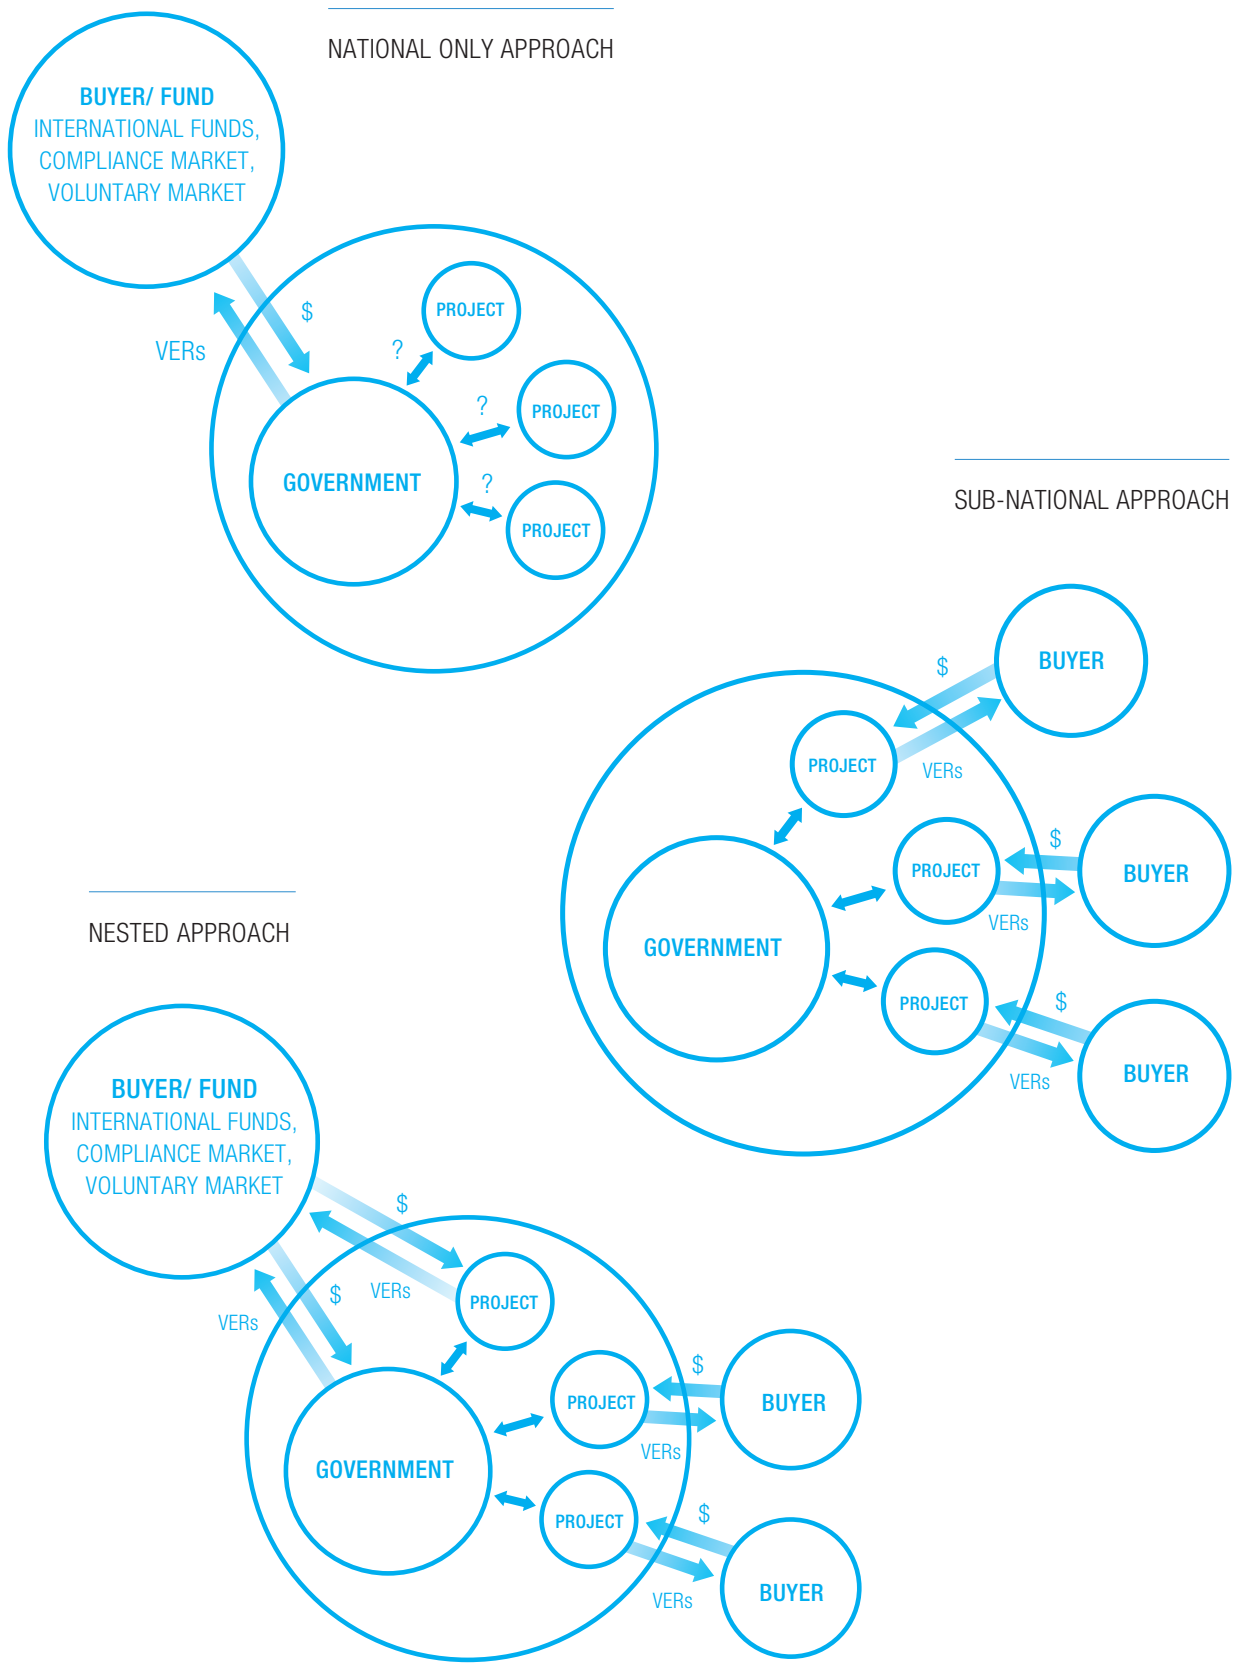 NATIONAL ONLY APPROACH
BUYER/ FUND
INTERNATIONAL FUNDS,
COMPLIANCE MARKET,
VOLUNTARY MARKET
$
VERs
PROJECT
?
PROJECT
?
GOVERNMENT
?
PROJECT
SUB-NATIONAL APPROACH
BUYER
$
PROJECT
VERs
$
BUYER
PROJECT
VERs
GOVERNMENT
PROJECT
$
BUYER
VERs
NESTED APPROACH
BUYER/ FUND
INTERNATIONAL FUNDS,
COMPLIANCE MARKET,
VOLUNTARY MARKET
$
VERs
$
VERs
PROJECT
$
PROJECT
BUYER
VERs
GOVERNMENT
PROJECT
$
BUYER
VERs